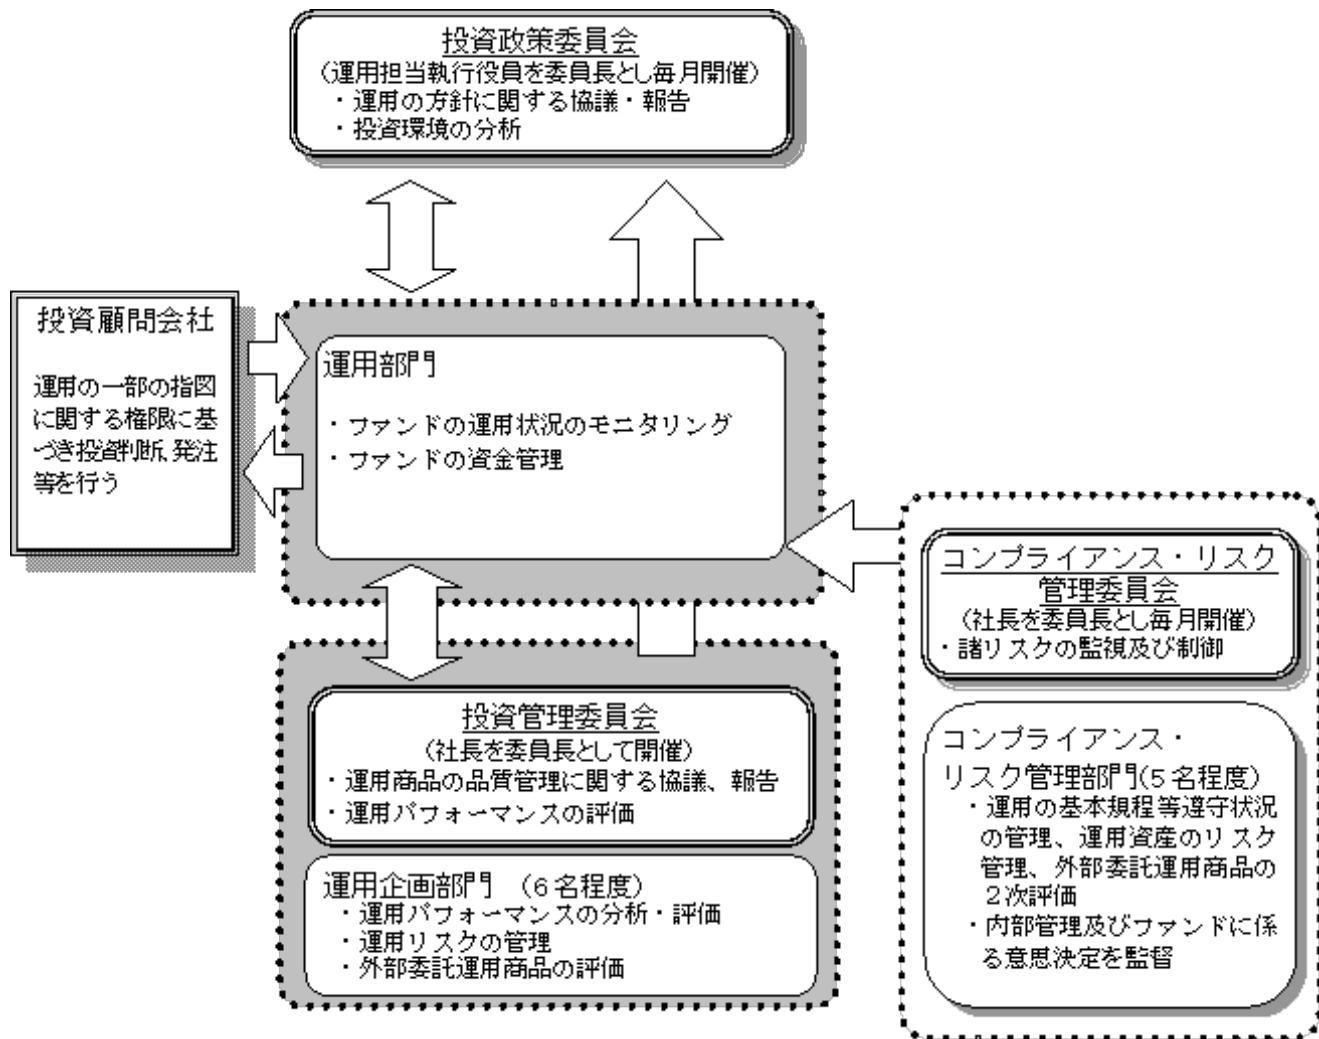 投資政策委員会
（運用担当執行役員を委員長とし毎月開催）
・運用の方針に関する協議・報告
・投資環境の分析
投資顧問会社
運用の一部の指図
に関する権限に基
づき投資判断、発注
等を行う
運用部門
・ファンドの運用状況のモニタリング
・ファンドの資金管理
コンプライアンス・リスク
管理委員会
（社長を委員長とし毎月開催）
・諸リスクの監視及び制御
投資管理委員会
（社長を委員長として開催）
・運用商品の品質管理に関する協議、報告
・運用パフォーマンスの評価
コンプライアンス・
リスク管理部門（５名程度）
・運用の基本規程等遵守状況
の管理、運用資産のリスク
管理、外部委託運用商品の
２次評価
・内部管理及びファンドに係
る意思決定を監督
運用企画部門　（６名程度）
・運用パフォーマンスの分析・評価
・運用リスクの管理
・外部委託運用商品の評価